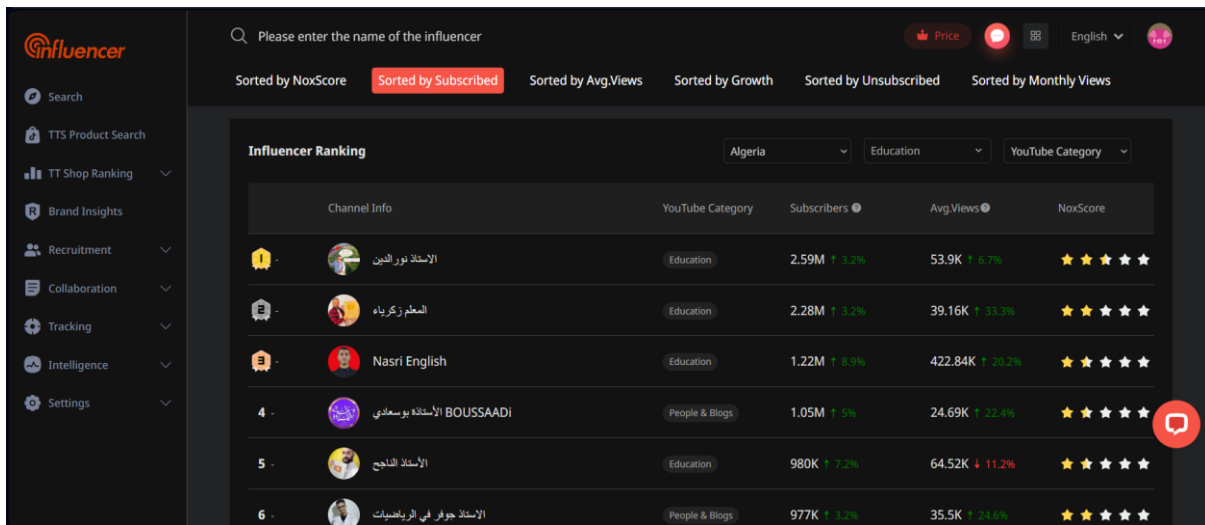 influencer
Please enter the name of the influencer
Price
English
Sorted by NoxScore Sorted by Subscribed Sorted by Avg.Views Sorted by Growth Sorted by Unsubscribed Sorted by Monthly Views
Search
TTS Product Search
TT Shop Ranking
Brand Insights
Recruitment
Collaboration
Tracking
Intelligence
Settings
Influencer Ranking Algeria Education YouTube Category
Channel Info YouTube Category Subscribers Avg.Views NoxScore
1 - الاستاذ نور الدين Education 2.59M ↑ 3.2% 53.9K ↑ 6.7%
2 - المعلم زكرياء Education 2.28M ↑ 3.2% 39.16K ↑ 33.3%
3 - Nasri English Education 1.22M ↑ 8.9% 422.84K ↑ 20.2%
4 - الأستاذة بوسعادي BOUSSAADi People & Blogs 1.05M ↑ 5% 24.69K ↑ 22.4%
5 - الأستاذ الناجح Education 980K ↑ 7.2% 64.52K ↓ 11.2%
6 - الاستاذ جوفر في الرياضيات People & Blogs 977K ↑ 3.2% 35.5K ↑ 24.6%